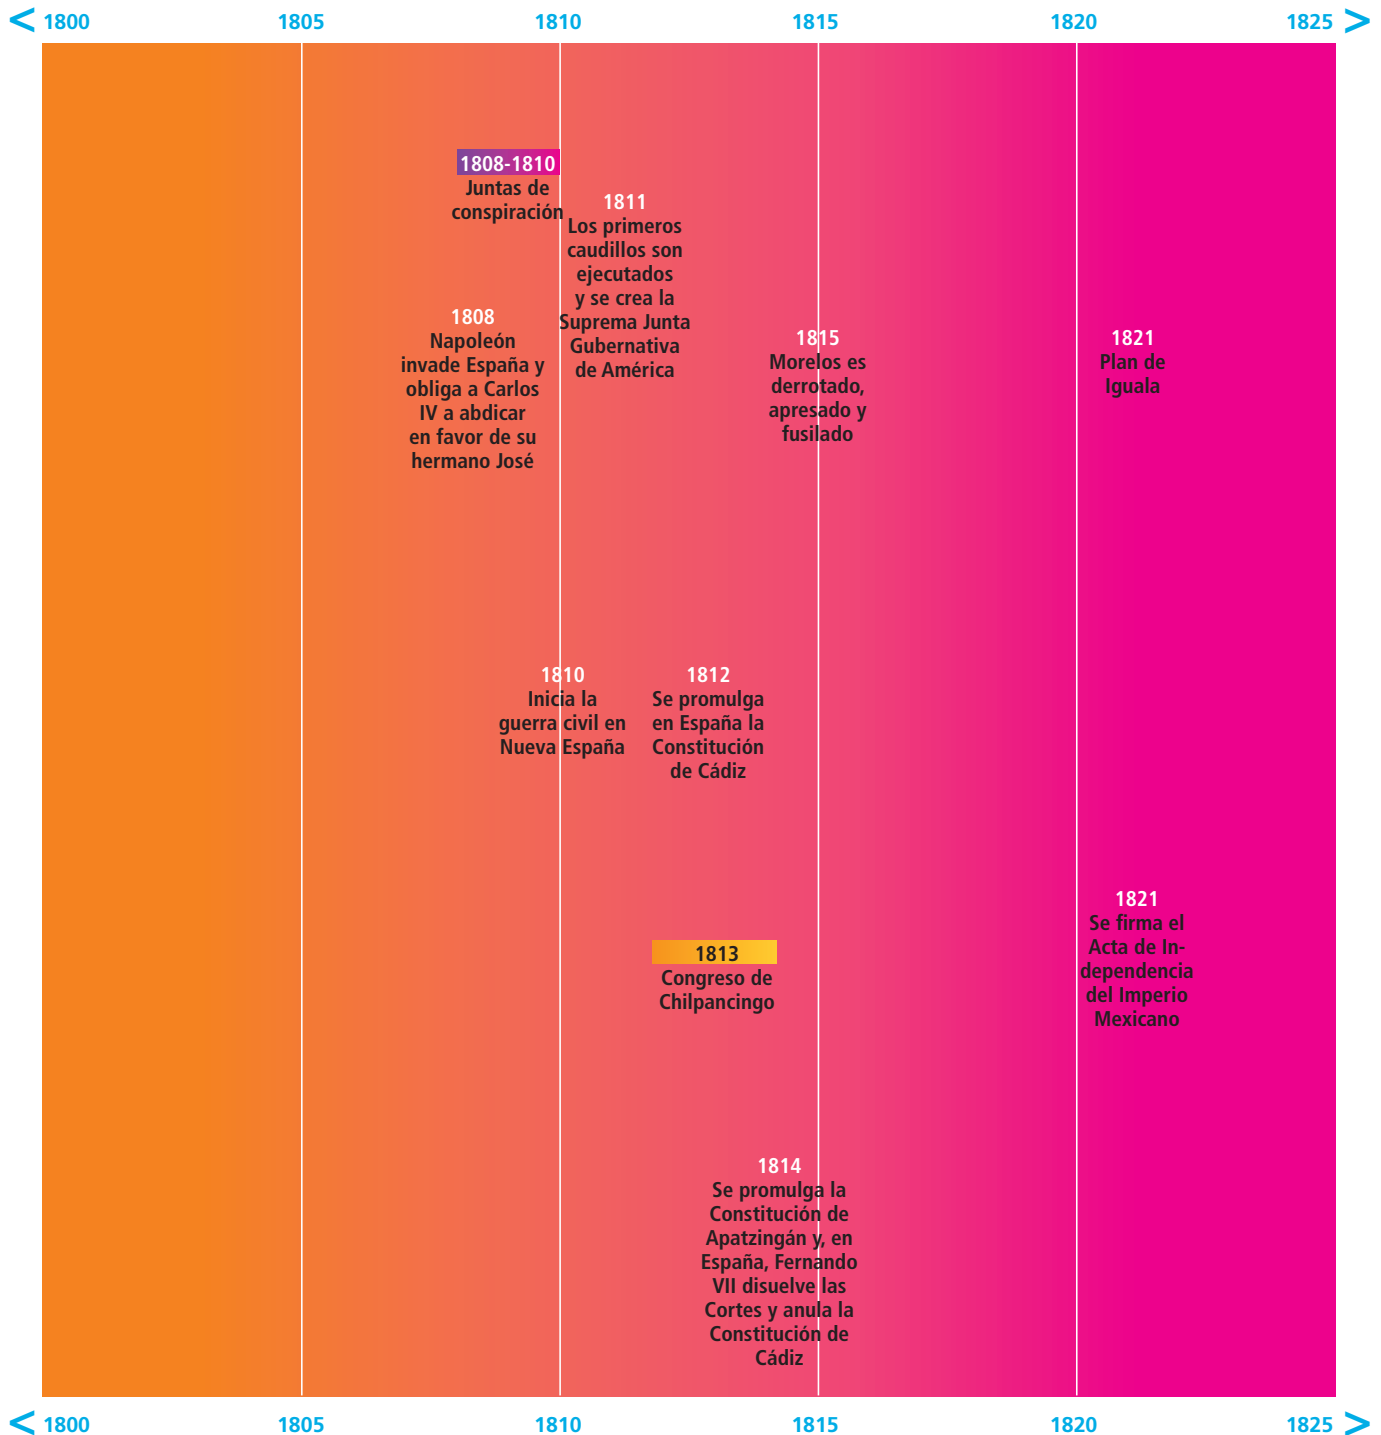 < 1800 1805 1810 1815 1820 1825 >
1808-1810
Juntas de
conspiración
1811
Los primeros
caudillos son
ejecutados
y se crea la
Suprema Junta
Gubernativa
de América
1808
Napoleón
invade España y
obliga a Carlos
IV a abdicar
en favor de su
hermano José
1815
Morelos es
derrotado,
apresado y
fusilado
1821
Plan de
Iguala
1810
Inicia la
guerra civil en
Nueva España
1812
Se promulga
en España la
Constitución
de Cádiz
1821
Se firma el
Acta de In-
dependencia
del Imperio
Mexicano
1813
Congreso de
Chilpancingo
1814
Se promulga la
Constitución de
Apatzingán y, en
España, Fernando
VII disuelve las
Cortes y anula la
Constitución de
Cádiz
< 1800 1805 1810 1815 1820 1825 >